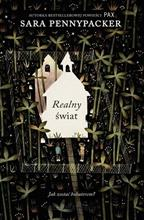 AUTORKA BESTSELLEROWEJ POWIEŚCI PAX
SARA PENNYPACKER
Realny
świat
Jak zostać bohaterem?